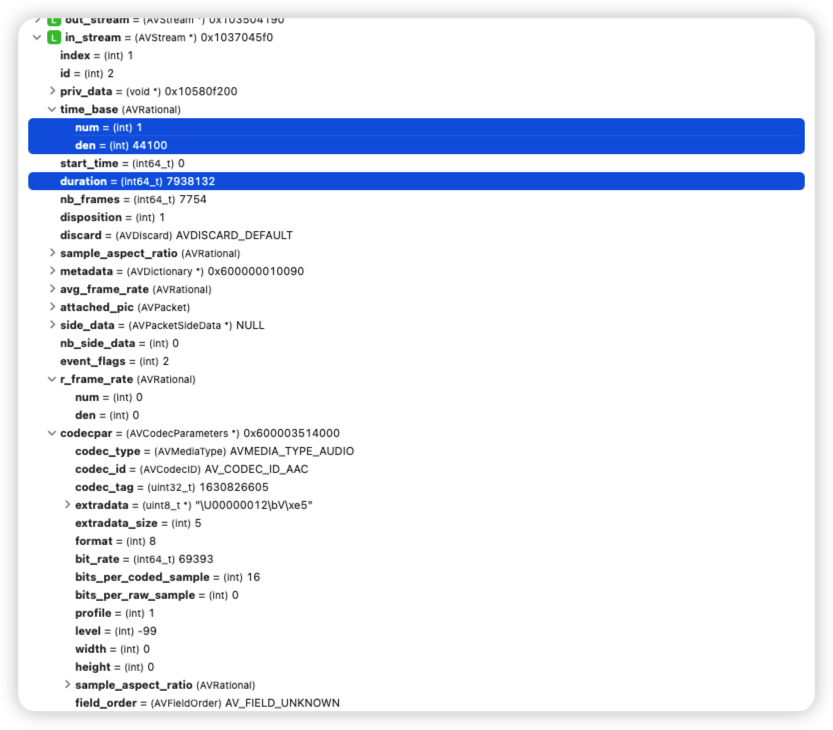 L out_stream = (AVStream *) 0x103504190
L in_stream = (AVStream *) 0x1037045f0
index = (int) 1
id = (int) 2
priv_data = (void *) 0x10580f200
time_base (AVRational)
num = (int) 1
den = (int) 44100
start_time = (int64_t) 0
duration = (int64_t) 7938132
nb_frames = (int64_t) 7754
disposition = (int) 1
discard = (AVDiscard) AVDISCARD_DEFAULT
sample_aspect_ratio (AVRational)
metadata = (AVDictionary *) 0x600000010090
avg_frame_rate (AVRational)
attached_pic (AVPacket)
side_data = (AVPacketSideData *) NULL
nb_side_data = (int) 0
event_flags = (int) 2
r_frame_rate (AVRational)
num = (int) 0
den = (int) 0
codecpar = (AVCodecParameters *) 0x600003514000
codec_type = (AVMediaType) AVMEDIA_TYPE_AUDIO
codec_id = (AVCodecID) AV_CODEC_ID_AAC
codec_tag = (uint32_t) 1630826605
extradata = (uint8_t *) "\U00000012\bV\xe5"
extradata_size = (int) 5
format = (int) 8
bit_rate = (int64_t) 69393
bits_per_coded_sample = (int) 16
bits_per_raw_sample = (int) 0
profile = (int) 1
level = (int) -99
width = (int) 0
height = (int) 0
sample_aspect_ratio (AVRational)
field_order = (AVFieldOrder) AV_FIELD_UNKNOWN